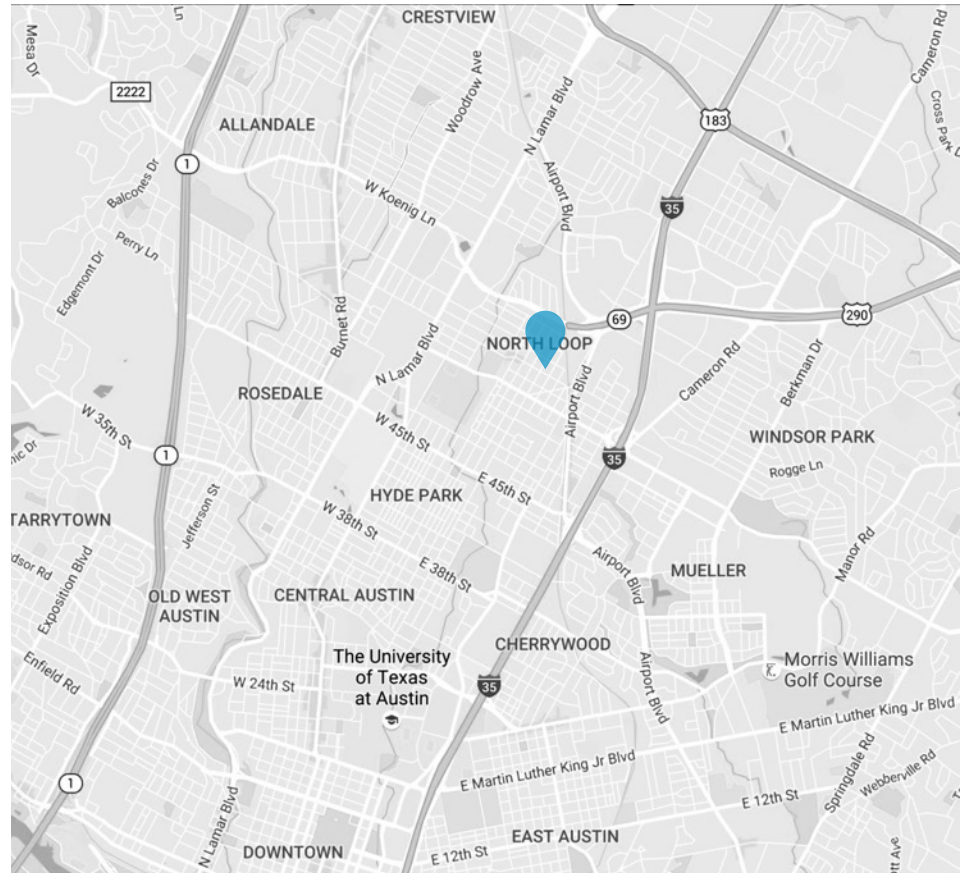 CRESTVIEW
Ln
Mesa Dr
Cameron Rd
Woodrow Ave
2222
N Lamar Blvd
183
ALLANDALE
1
Airport Blvd
Balcones Dr
W Koenig Ln
35
Perry Ln
Edgemont Dr
Burnet Rd
69
290
NORTH LOOP
N Lamar Blvd
Cameron Rd
Berkman Dr
ROSEDALE
Airport Blvd
W 35th St
W 45th St
WINDSOR PARK
1
35
Rogge Ln
E 45th St
HYDE PARK
Jefferson St
W 38th St
TARRYTOWN
Manor Rd
Airport Blvd
E 38th St
MUELLER
Exposition Blvd
OLD WEST
AUSTIN
CENTRAL AUSTIN
CHERRYWOOD
The University
of Texas
at Austin
Morris Williams
Golf Course
Enfield Rd
W 24th St
35
Airport Blvd
E Martin Luther King Jr Blvd
E Martin Luther King Jr Blvd
Springdale Rd
Webberville Rd
1
E 12th St
N Lamar Blvd
EAST AUSTIN
DOWNTOWN
E 12th St